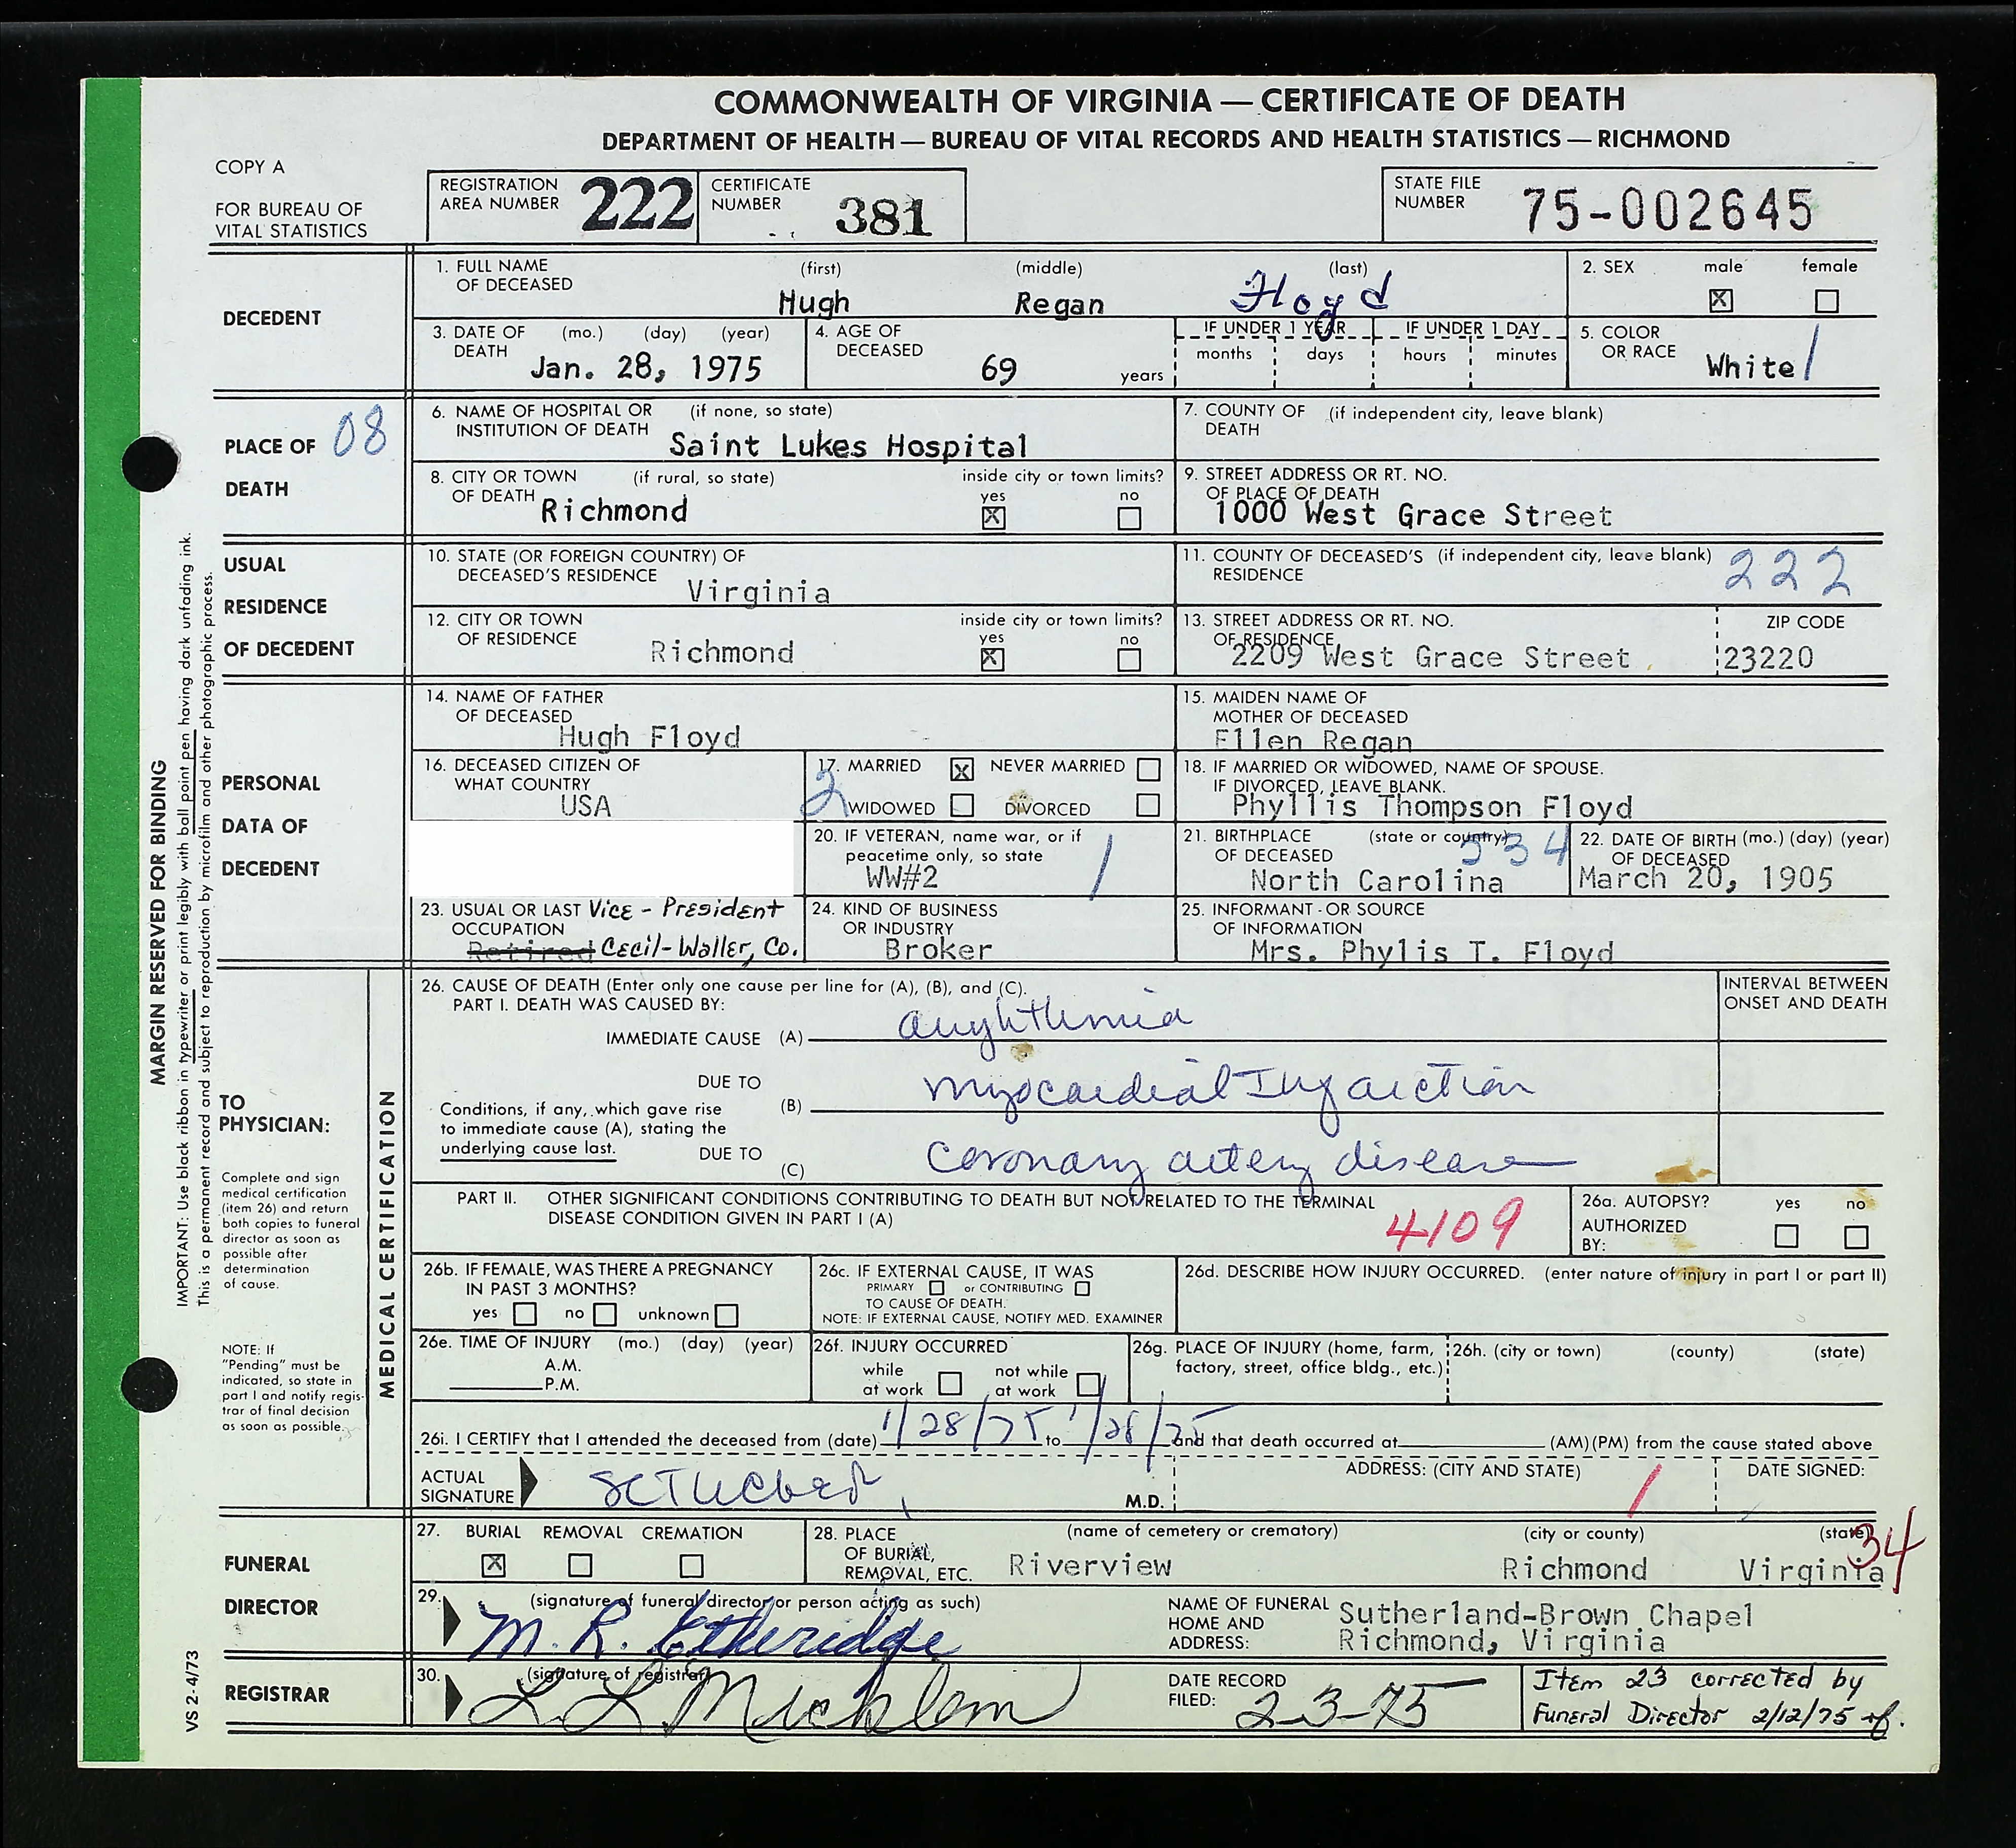 COMMONWEALTH OF VIRGINIA — CERTIFICATE OF DEATH
DEPARTMENT OF HEALTH — BUREAU OF VITAL RECORDS AND HEALTH STATISTICS — RICHMOND
COPY A
FOR BUREAU OF
VITAL STATISTICS
REGISTRATION
AREA NUMBER 222
CERTIFICATE
NUMBER 381
STATE FILE
NUMBER 75-002645
DECEDENT
1. FULL NAME (first) (middle) (last)
OF DECEASED
Hugh Regan Floyd
2. SEX male female
X
3. DATE OF (mo.) (day) (year)
DEATH Jan. 28, 1975
4. AGE OF
DECEASED 69 years
IF UNDER 1 YEAR IF UNDER 1 DAY
months days hours minutes
5. COLOR
OR RACE White 1
PLACE OF 08
DEATH
6. NAME OF HOSPITAL OR (if none, so state)
INSTITUTION OF DEATH Saint Lukes Hospital
7. COUNTY OF (if independent city, leave blank)
DEATH
8. CITY OR TOWN (if rural, so state) inside city or town limits?
OF DEATH Richmond yes no
X
9. STREET ADDRESS OR RT. NO.
OF PLACE OF DEATH
1000 West Grace Street
USUAL
RESIDENCE
OF DECEDENT
10. STATE (OR FOREIGN COUNTRY) OF
DECEASED'S RESIDENCE Virginia
11. COUNTY OF DECEASED'S (if independent city, leave blank) 222
RESIDENCE
12. CITY OR TOWN inside city or town limits?
OF RESIDENCE Richmond yes no
X
13. STREET ADDRESS OR RT. NO. ZIP CODE
OF RESIDENCE
2209 West Grace Street 23220
PERSONAL
DATA OF
DECEDENT
14. NAME OF FATHER
OF DECEASED
Hugh Floyd
15. MAIDEN NAME OF
MOTHER OF DECEASED
Ellen Regan
16. DECEASED CITIZEN OF
WHAT COUNTRY
USA
17. MARRIED X NEVER MARRIED
2 WIDOWED DIVORCED
18. IF MARRIED OR WIDOWED, NAME OF SPOUSE.
IF DIVORCED, LEAVE BLANK.
Phyllis Thompson Floyd
20. IF VETERAN, name war, or if
peacetime only, so state
WW#2 1
21. BIRTHPLACE (state or country)
OF DECEASED 534
North Carolina
22. DATE OF BIRTH (mo.) (day) (year)
OF DECEASED
March 20, 1905
23. USUAL OR LAST Vice - President
OCCUPATION
Retired Cecil-Waller, Co.
24. KIND OF BUSINESS
OR INDUSTRY
Broker
25. INFORMANT - OR SOURCE
OF INFORMATION
Mrs. Phylis T. Floyd
TO
PHYSICIAN:
Complete and sign
medical certification
(item 26) and return
both copies to funeral
director as soon as
possible after
determination
of cause.
NOTE: If
"Pending" must be
indicated, so state in
part I and notify regis-
trar of final decision
as soon as possible.
MEDICAL CERTIFICATION
26. CAUSE OF DEATH (Enter only one cause per line for (A), (B), and (C).
PART I. DEATH WAS CAUSED BY:
INTERVAL BETWEEN
ONSET AND DEATH
IMMEDIATE CAUSE (A) arrhythmia
DUE TO
(B) Myocardial Infarction
Conditions, if any, which gave rise
to immediate cause (A), stating the
underlying cause last. DUE TO
(C) Coronary artery disease
PART II. OTHER SIGNIFICANT CONDITIONS CONTRIBUTING TO DEATH BUT NOT RELATED TO THE TERMINAL
DISEASE CONDITION GIVEN IN PART I (A)
4109
26a. AUTOPSY? yes no
AUTHORIZED
BY:
26b. IF FEMALE, WAS THERE A PREGNANCY
IN PAST 3 MONTHS?
yes no unknown
26c. IF EXTERNAL CAUSE, IT WAS
PRIMARY or CONTRIBUTING
TO CAUSE OF DEATH.
NOTE: IF EXTERNAL CAUSE, NOTIFY MED. EXAMINER
26d. DESCRIBE HOW INJURY OCCURRED. (enter nature of injury in part I or part II)
26e. TIME OF INJURY (mo.) (day) (year)
A.M.
P.M.
26f. INJURY OCCURRED
while not while
at work at work
26g. PLACE OF INJURY (home, farm,
factory, street, office bldg., etc.)
26h. (city or town) (county) (state)
26i. I CERTIFY that I attended the deceased from (date) 1/28/75 to 1/28/75 and that death occurred at (AM)(PM) from the cause stated above
ACTUAL
SIGNATURE SCTucker, M.D.
ADDRESS: (CITY AND STATE) 1 DATE SIGNED:
FUNERAL
DIRECTOR
27. BURIAL REMOVAL CREMATION
X
28. PLACE (name of cemetery or crematory) (city or county) (state) 34
OF BURIAL,
REMOVAL, ETC. Riverview Richmond Virginia
29. (signature of funeral director or person acting as such)
M. R. Etheridge
NAME OF FUNERAL
HOME AND
ADDRESS:
Sutherland-Brown Chapel
Richmond, Virginia
REGISTRAR
30. (signature of registrar)
L L Micklem
DATE RECORD
FILED: 2-3-75
Item 23 corrected by
Funeral Director 2/12/75
MARGIN RESERVED FOR BINDING
IMPORTANT: Use black ribbon in typewriter or print legibly with ball point pen having dark unfading ink.
This is a permanent record and subject to reproduction by microfilm and other photographic process.
VS 2-4/73